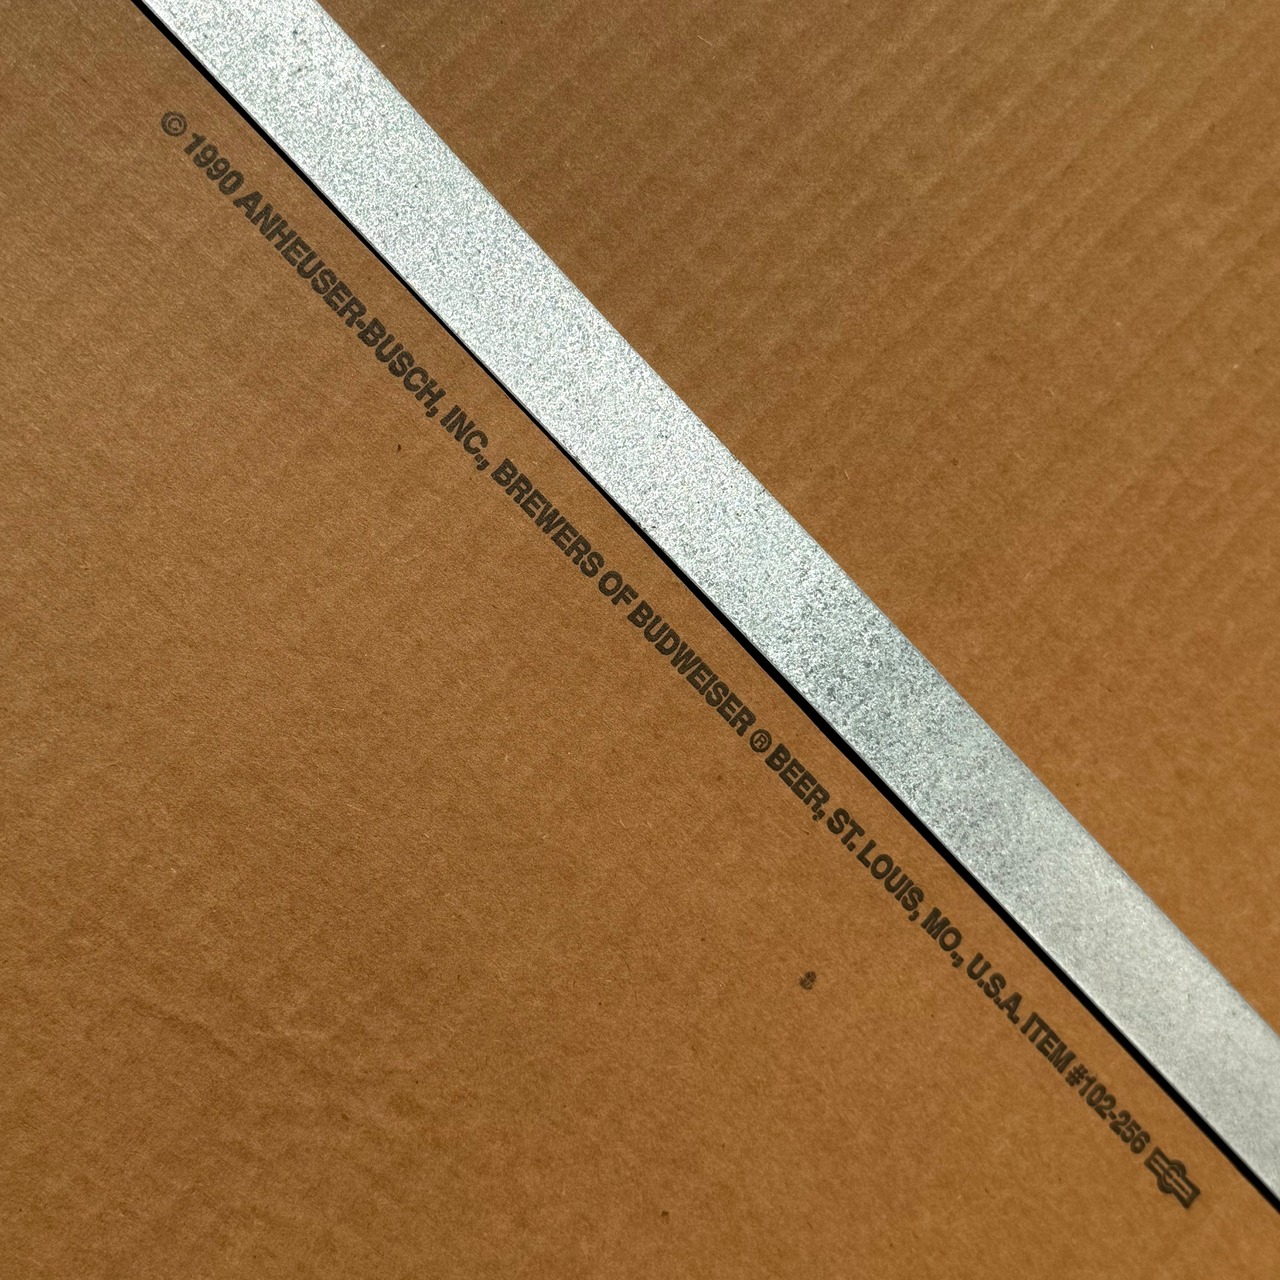 © 1990 ANHEUSER-BUSCH, INC., BREWERS OF BUDWEISER ® BEER, ST. LOUIS, MO., U.S.A. ITEM #102-256